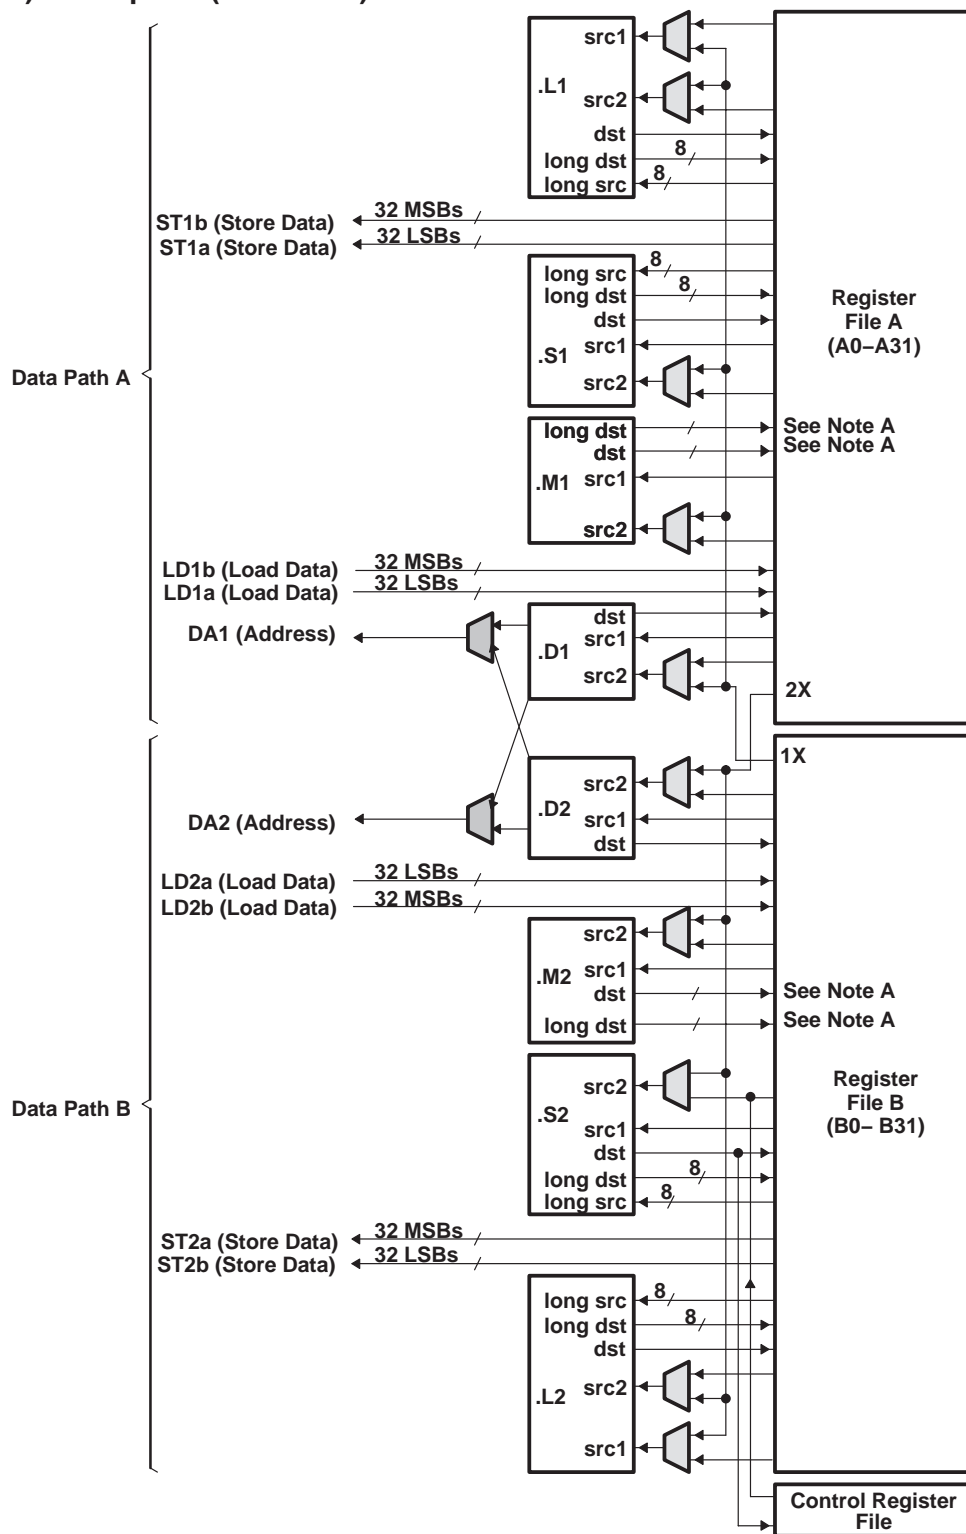 src1
.L1
src2
dst
8
long dst
8
long src
32 MSBs
ST1b (Store Data)
32 LSBs
ST1a (Store Data)
8
long src
8
long dst
dst
Register
File A
(A0–A31)
src1
.S1
src2
Data Path A
long dst
See Note A
dst
See Note A
src1
.M1
src2
32 MSBs
LD1b (Load Data)
32 LSBs
LD1a (Load Data)
dst
DA1 (Address)
src1
.D1
src2
2X
1X
src2
.D2
src1
DA2 (Address)
dst
32 LSBs
LD2a (Load Data)
32 MSBs
LD2b (Load Data)
src2
src1
.M2
dst
See Note A
long dst
See Note A
src2
Register
File B
(B0– B31)
.S2
Data Path B
src1
dst
8
long dst
8
long src
32 MSBs
ST2a (Store Data)
32 LSBs
ST2b (Store Data)
8
long src
8
long dst
dst
src2
.L2
src1
Control Register
File